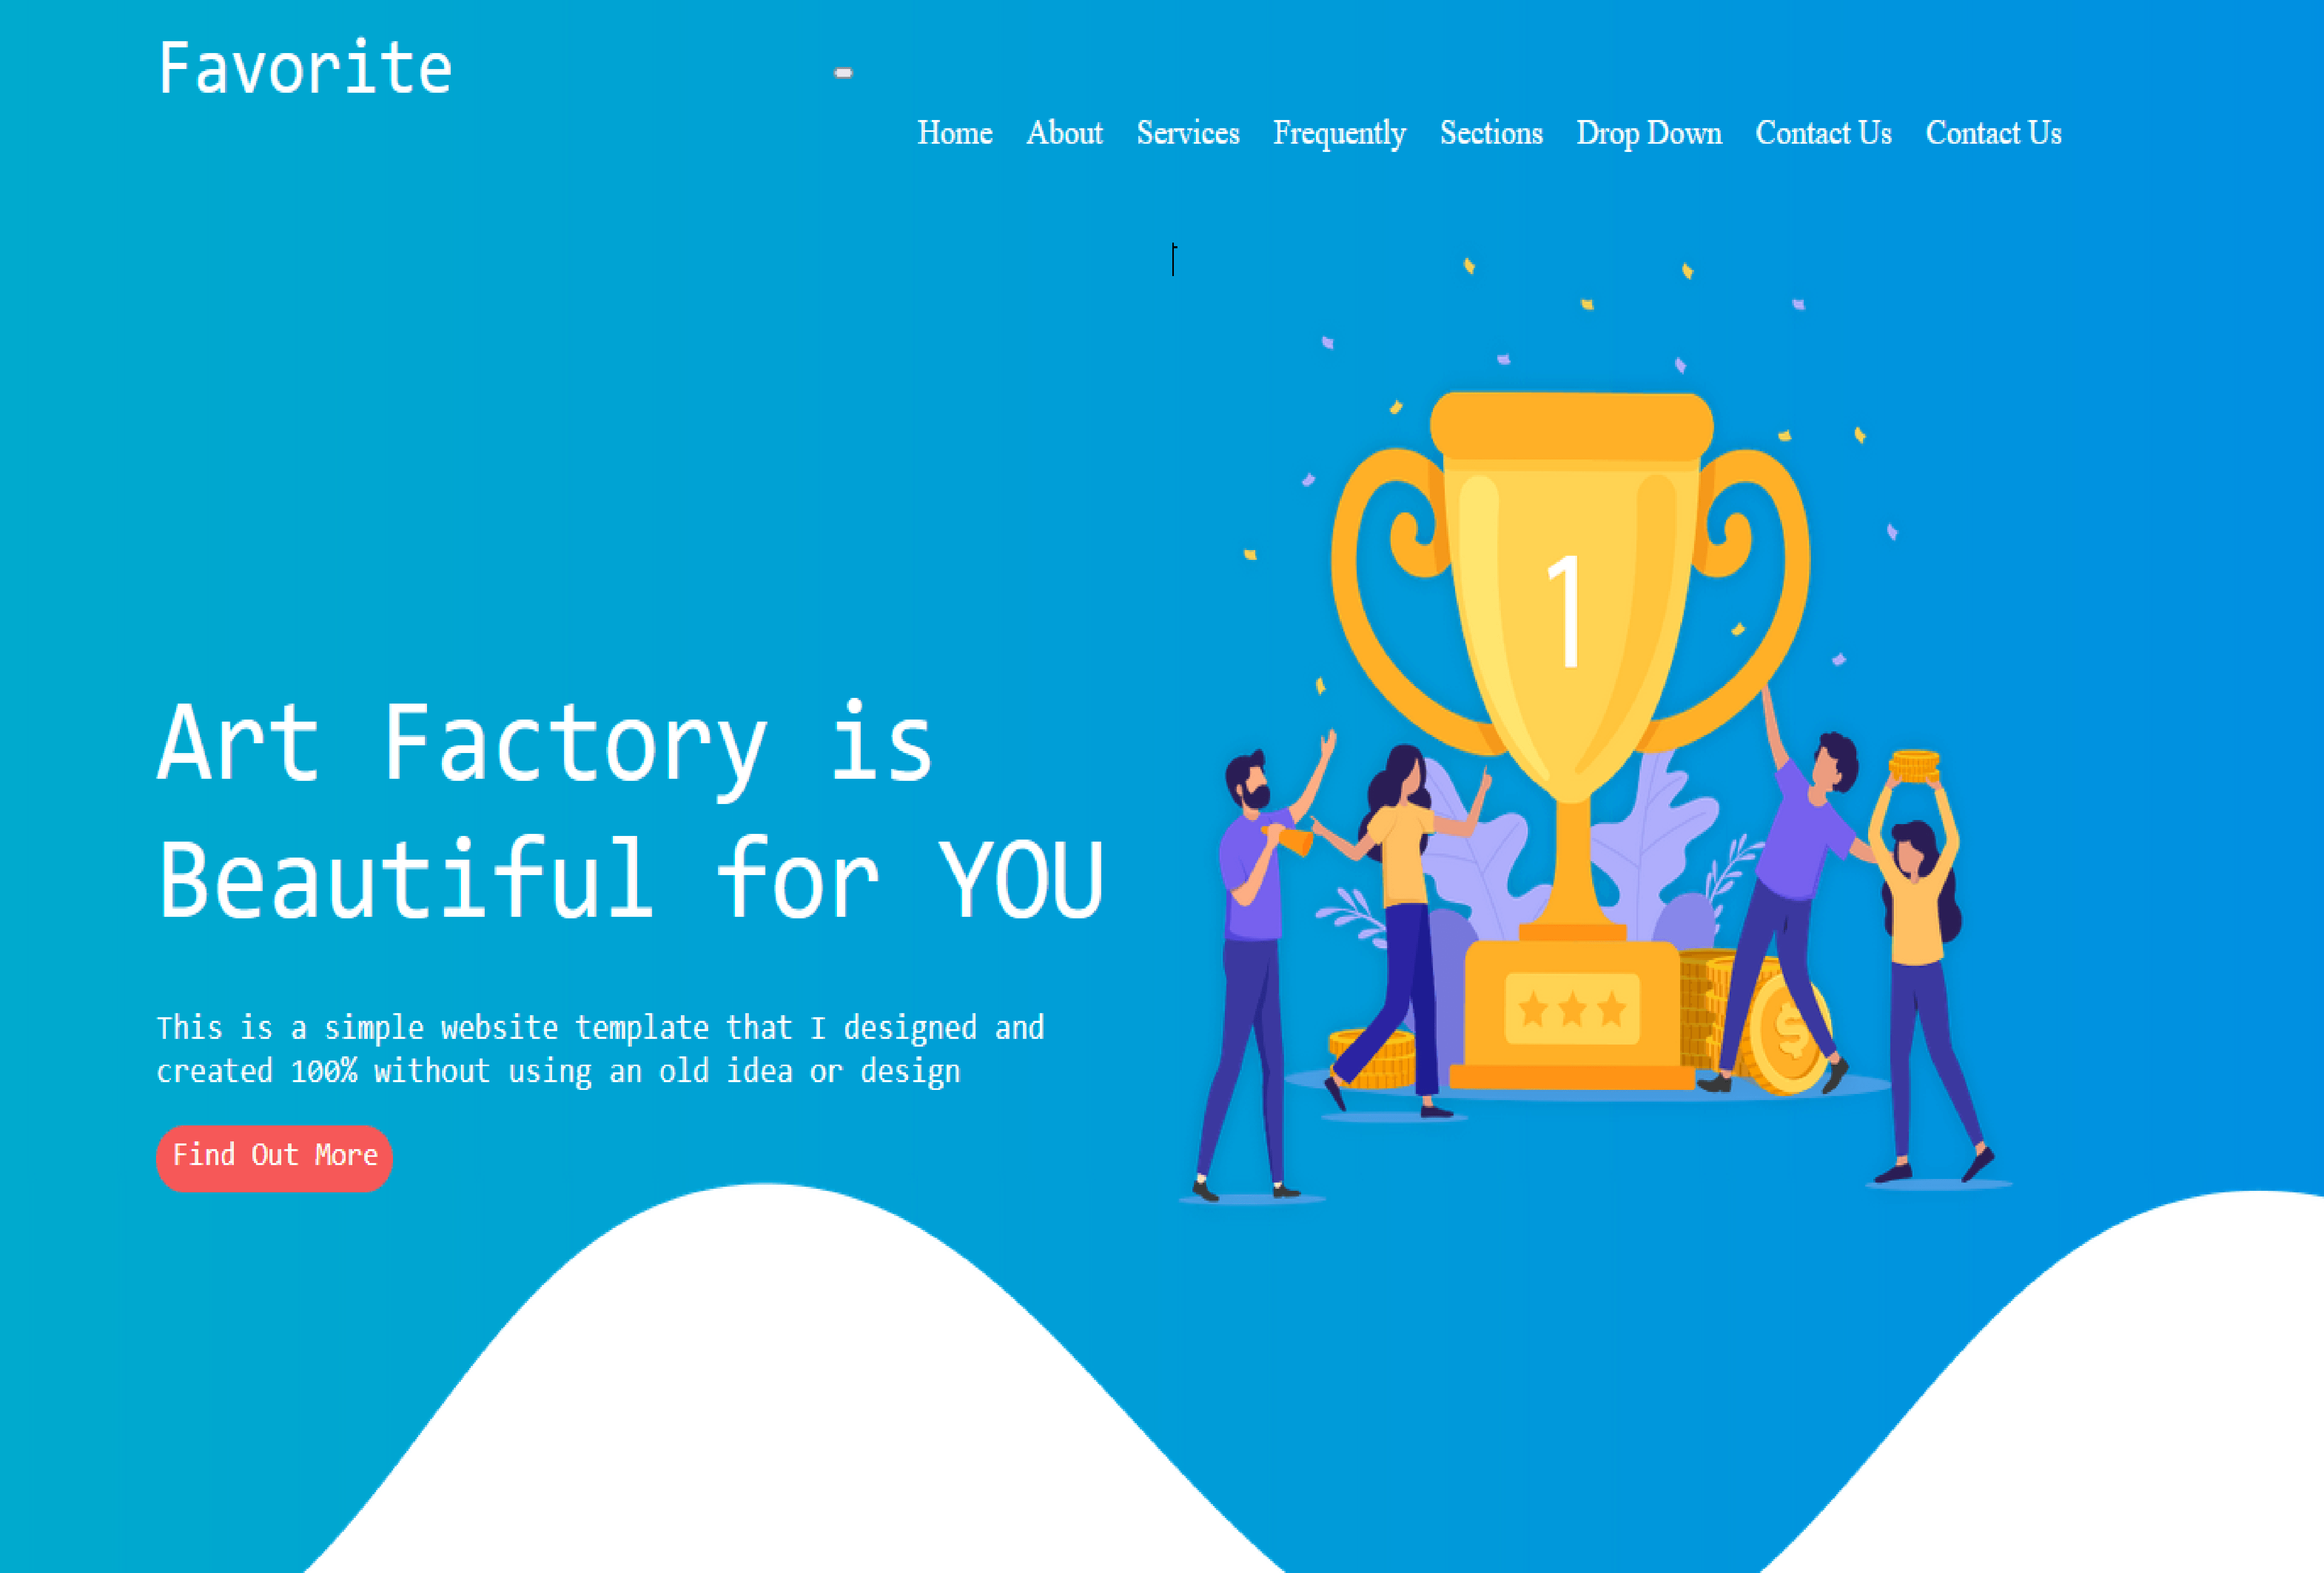 Favorite
Home About Services Frequently Sections Drop Down Contact Us Contact Us
1
Art Factory is
Beautiful for YOU
This is a simple website template that I designed and
created 100% without using an old idea or design
Find Out More
$